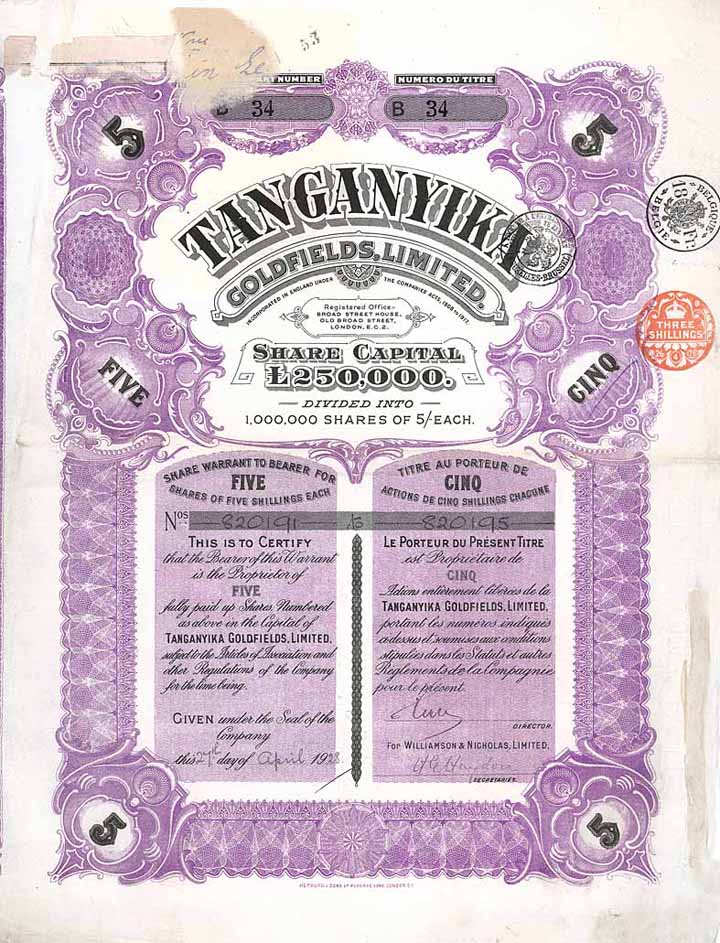 53
NT NUMBER
NUMERO DU TITRE
B 34
B 34
5
5
TANGANYIKA
GOLDFIELDS, LIMITED.
INCORPORATED IN ENGLAND UNDER THE COMPANIES ACTS, 1908 to 1917.
Registered Office-
BROAD STREET HOUSE,
OLD BROAD STREET,
LONDON, E.C.2.
BELGIQUE
BELGIË
THREE
SHILLINGS
SHARE CAPITAL
£250,000.
DIVIDED INTO
1,000,000 SHARES OF 5/- EACH.
FIVE
CINQ
SHARE WARRANT TO BEARER FOR
FIVE
SHARES OF FIVE SHILLINGS EACH
TITRE AU PORTEUR DE
CINQ
ACTIONS DE CINQ SHILLINGS CHACUNE
Nos 820191 /5 820195
THIS IS TO CERTIFY
that the Bearer of this Warrant
is the Proprietor of
FIVE
fully paid up Shares Numbered
as above in the Capital of
TANGANYIKA GOLDFIELDS, LIMITED,
subject to the Articles of Association and
other Regulations of the Company
for the time being.
GIVEN under the Seal of the
Company
this 27th day of April 1928
LE PORTEUR DU PRÉSENT TITRE
est Propriétaire de
CINQ
Actions entièrement libérées de la
TANGANYIKA GOLDFIELDS, LIMITED,
portant les numéros indiqués
ci-dessus et soumises aux conditions
stipulées dans les Statuts et autres
Règlements de la Compagnie
pour le présent.
DIRECTOR.
FOR WILLIAMSON & NICHOLAS, LIMITED,
SECRETARIES.
5
5